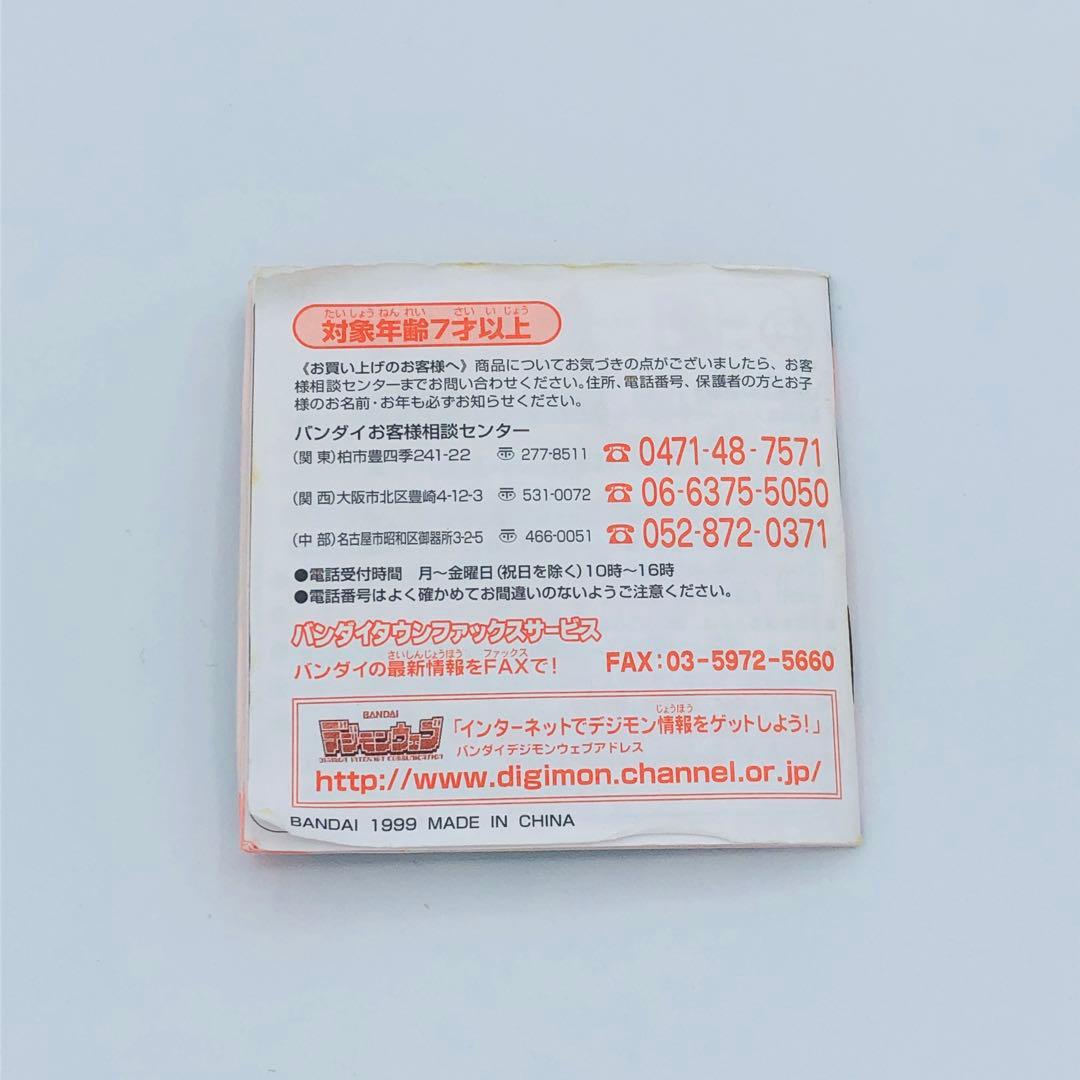 たいしょうねんれい さいいじょう
対象年齢7才以上
《お買い上げのお客様へ》商品についてお気づきの点がございましたら、お客
様相談センターまでお問い合わせください。住所、電話番号、保護者の方とお子
様のお名前・お年も必ずお知らせください。
バンダイお客様相談センター
(関 東)柏市豊四季241-22 〠 277-8511 ☎ 0471-48-7571
(関 西)大阪市北区豊崎4-12-3 〠 531-0072 ☎ 06-6375-5050
(中 部)名古屋市昭和区御器所3-2-5 〠 466-0051 ☎ 052-872-0371
●電話受付時間 月〜金曜日(祝日を除く)10時〜16時
●電話番号はよく確かめてお間違いのないようご注意ください。
バンダイタウンファックスサービス
さいしんじょうほう ファックス
バンダイの最新情報をFAXで! FAX:03-5972-5660
BANDAI
デジモンウェブ
じょうほう
「インターネットでデジモン情報をゲットしよう!」
バンダイデジモンウェブアドレス
http://www.digimon.channel.or.jp/
BANDAI 1999 MADE IN CHINA